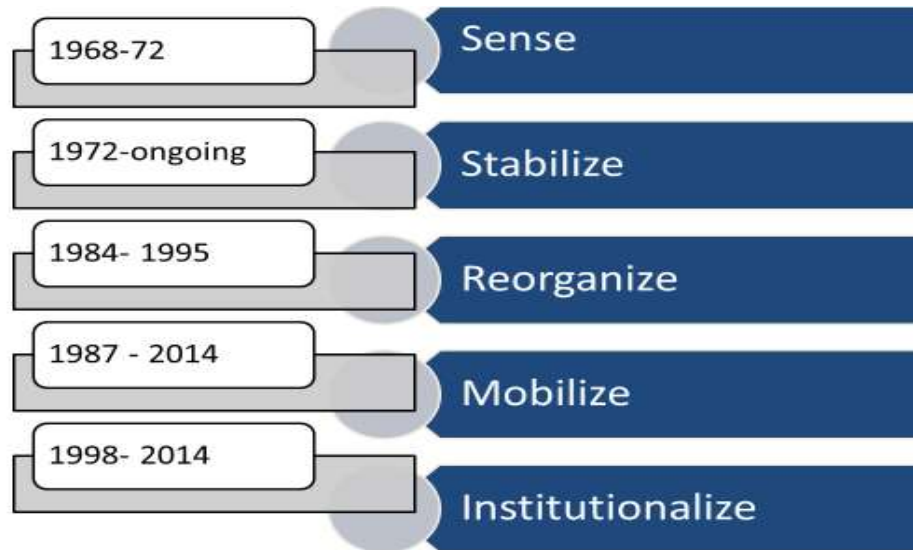 1968-72
Sense
1972-ongoing
Stabilize
1984- 1995
Reorganize
1987 - 2014
Mobilize
1998- 2014
Institutionalize